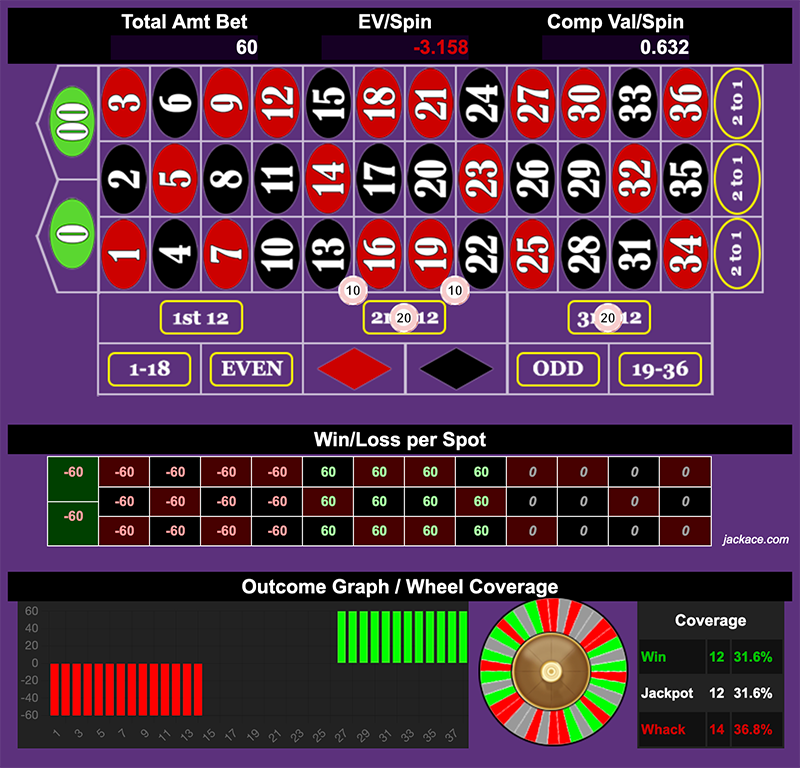 Total Amt Bet EV/Spin Comp Val/Spin
60 -3.158 0.632
00 3 6 9 12 15 18 21 24 27 30 33 36 2 to 1
2 5 8 11 14 17 20 23 26 29 32 35 2 to 1
0 1 4 7 10 13 16 19 22 25 28 31 34 2 to 1
10 10
1st 12 2 20 12 3 20 12
1-18 EVEN ODD 19-36
Win/Loss per Spot
-60 -60 -60 -60 -60 60 60 60 60 0 0 0 0
-60 -60 -60 -60 60 60 60 60 0 0 0 0
-60 -60 -60 -60 -60 60 60 60 60 0 0 0 0
jackace.com
Outcome Graph / Wheel Coverage
60
40
20
0
-20
-40
-60
1 3 5 7 9 11 13 15 17 19 21 23 25 27 29 31 33 35 37
Coverage
Win 12 31.6%
Jackpot 12 31.6%
Whack 14 36.8%